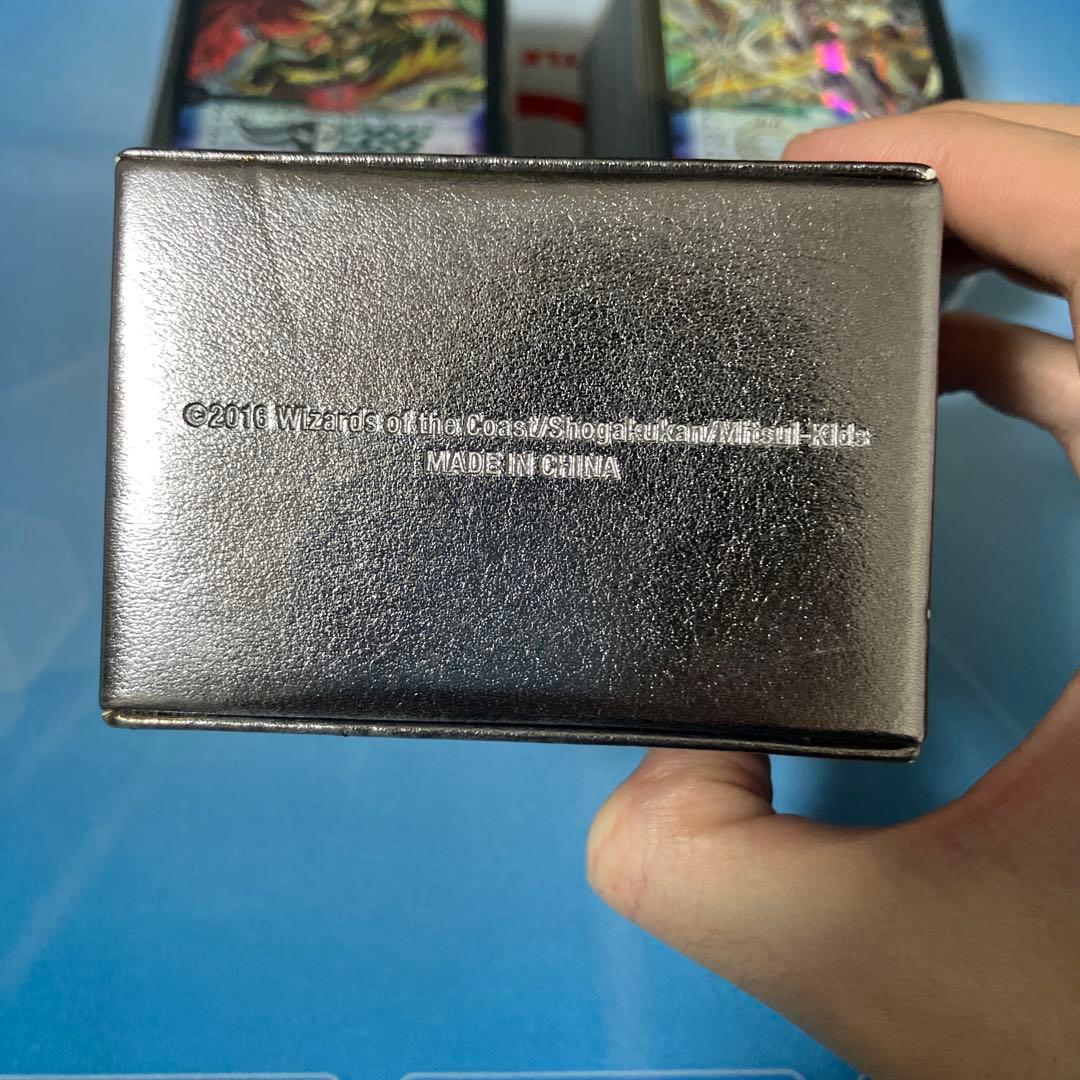 ©2016 Wizards of the Coast/Shogakukan/Mitsui-Kids
MADE IN CHINA